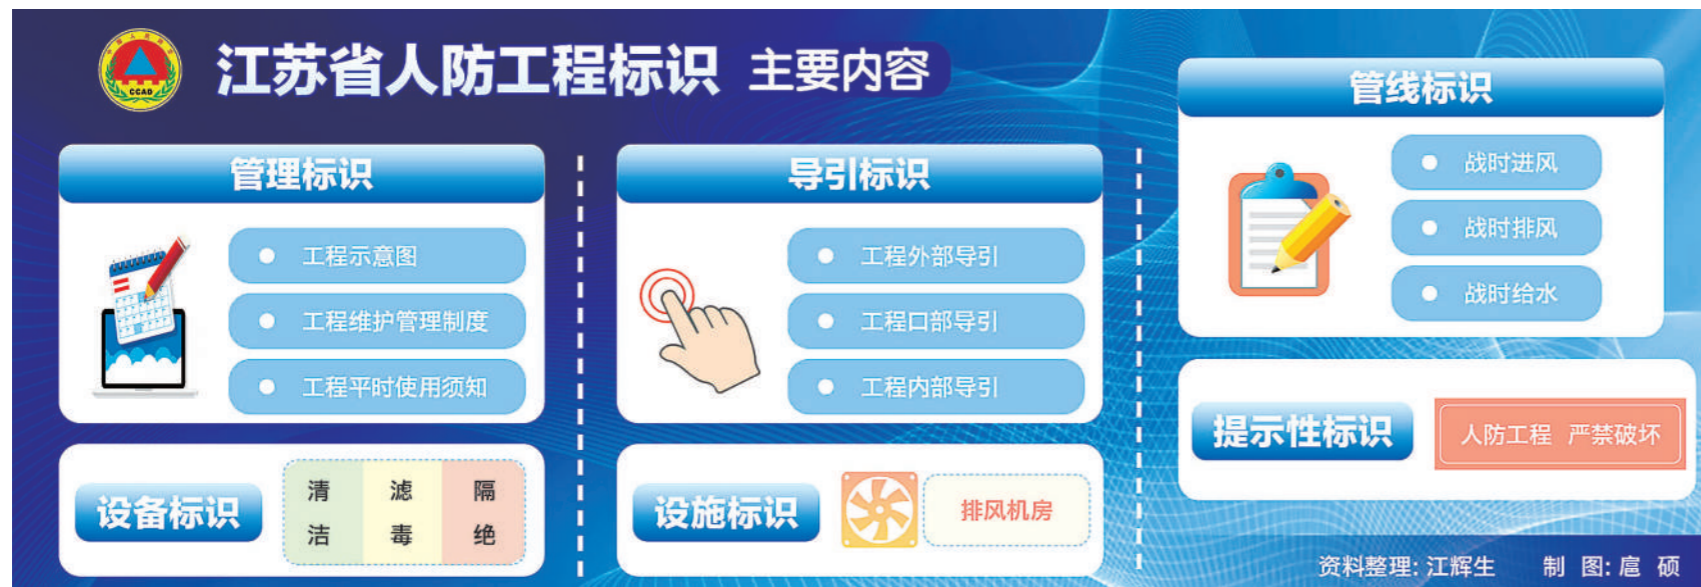 江苏省人防工程标识 主要内容
CCAD
管理标识
工程示意图
工程维护管理制度
工程平时使用须知
设备标识
清洁
滤毒
隔绝
导引标识
工程外部导引
工程口部导引
工程内部导引
设施标识
排风机房
管线标识
战时进风
战时排风
战时给水
提示性标识
人防工程 严禁破坏
资料整理: 江辉生 制 图: 扈 硕